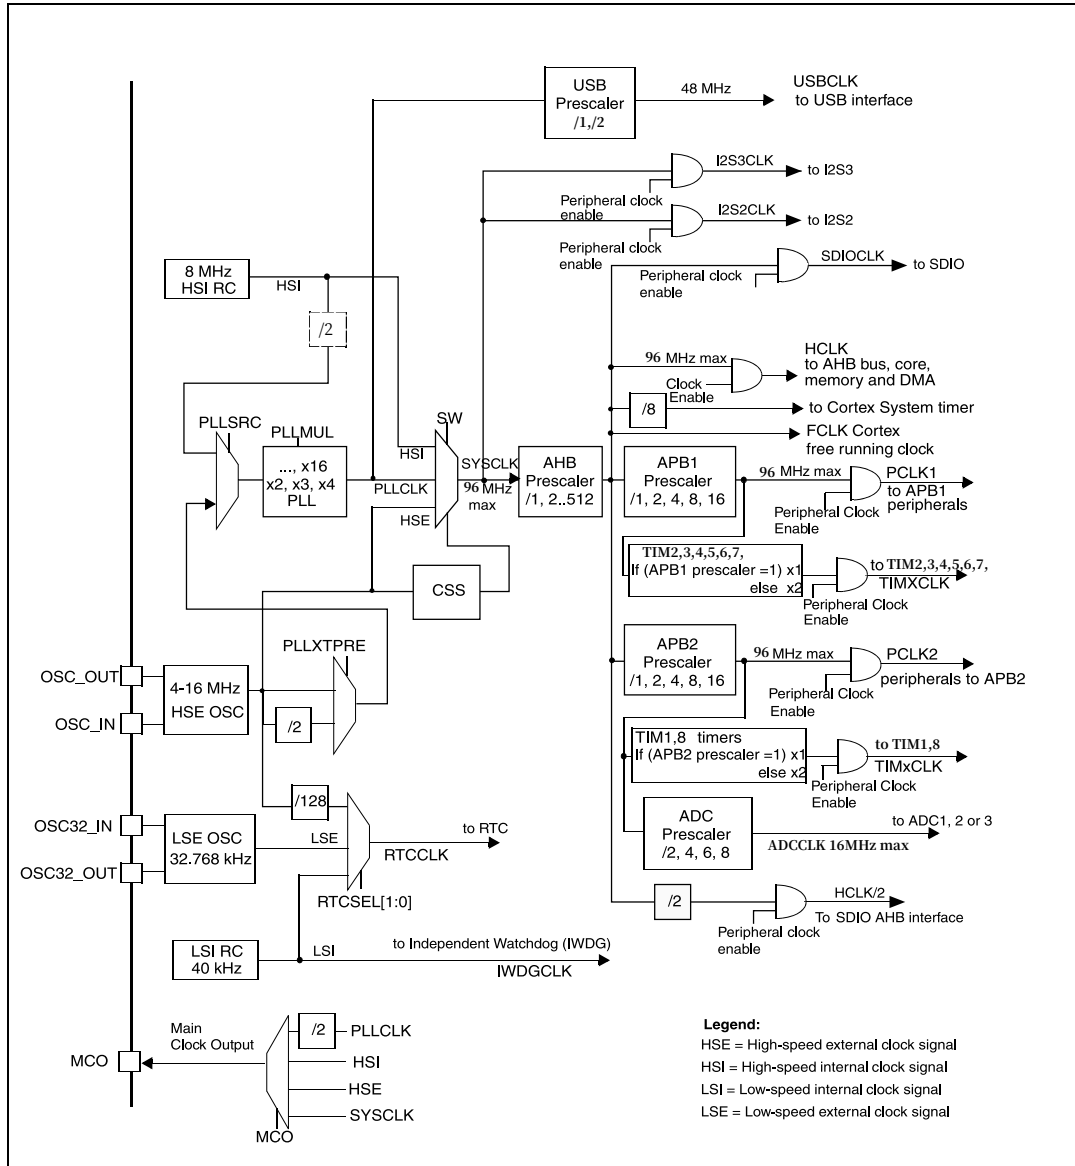 USB
Prescaler
/1,/2
48 MHz
USBCLK
to USB interface
I2S3CLK
to I2S3
Peripheral clock
enable
I2S2CLK
to I2S2
Peripheral clock
enable
SDIOCLK
to SDIO
Peripheral clock
enable
8 MHz
HSI RC
HSI
/2
96 MHz max
HCLK
to AHB bus, core,
memory and DMA
Clock
Enable
/8
to Cortex System timer
FCLK Cortex
free running clock
PLLSRC
PLLMUL
..., x16
x2, x3, x4
PLL
SW
HSI
PLLCLK
HSE
SYSCLK
96 MHz
max
AHB
Prescaler
/1, 2..512
APB1
Prescaler
/1, 2, 4, 8, 16
96 MHz max
PCLK1
to APB1
peripherals
Peripheral Clock
Enable
TIM2,3,4,5,6,7,
If (APB1 prescaler =1) x1
else x2
to TIM2,3,4,5,6,7,
TIMXCLK
Peripheral Clock
Enable
CSS
PLLXTPRE
OSC_OUT
OSC_IN
4-16 MHz
HSE OSC
/2
APB2
Prescaler
/1, 2, 4, 8, 16
96 MHz max
PCLK2
peripherals to APB2
Peripheral Clock
Enable
TIM1,8 timers
If (APB2 prescaler =1) x1
else x2
to TIM1,8
TIMxCLK
Peripheral Clock
Enable
/128
OSC32_IN
OSC32_OUT
LSE OSC
32.768 kHz
LSE
to RTC
RTCCLK
RTCSEL[1:0]
ADC
Prescaler
/2, 4, 6, 8
to ADC1, 2 or 3
ADCCLK 16MHz max
/2
HCLK/2
To SDIO AHB interface
Peripheral clock
enable
LSI RC
40 kHz
LSI
to Independent Watchdog (IWDG)
IWDGCLK
MCO
Main
Clock Output
/2
PLLCLK
HSI
HSE
SYSCLK
MCO
Legend:
HSE = High-speed external clock signal
HSI = High-speed internal clock signal
LSI = Low-speed internal clock signal
LSE = Low-speed external clock signal